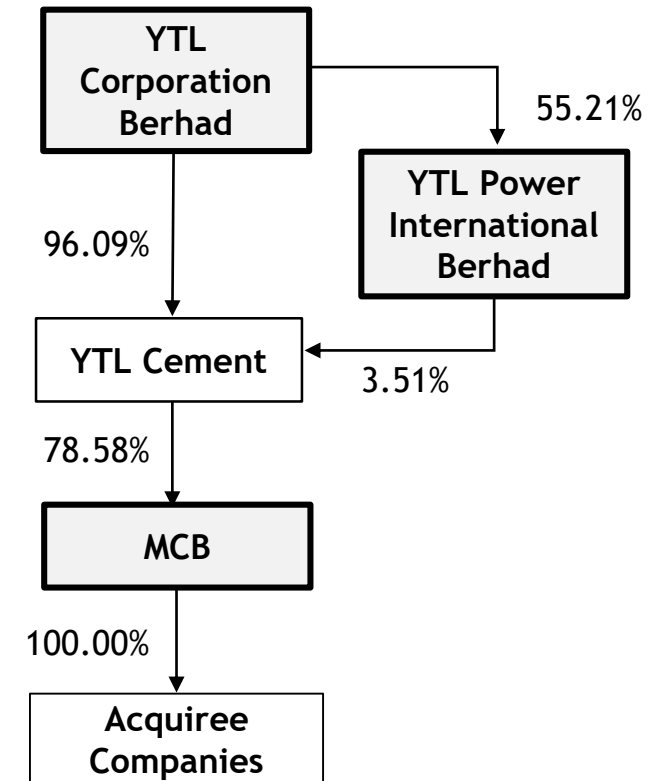 YTL
Corporation
Berhad
55.21%
YTL Power
International
Berhad
96.09%
YTL Cement
3.51%
78.58%
MCB
100.00%
Acquiree
Companies